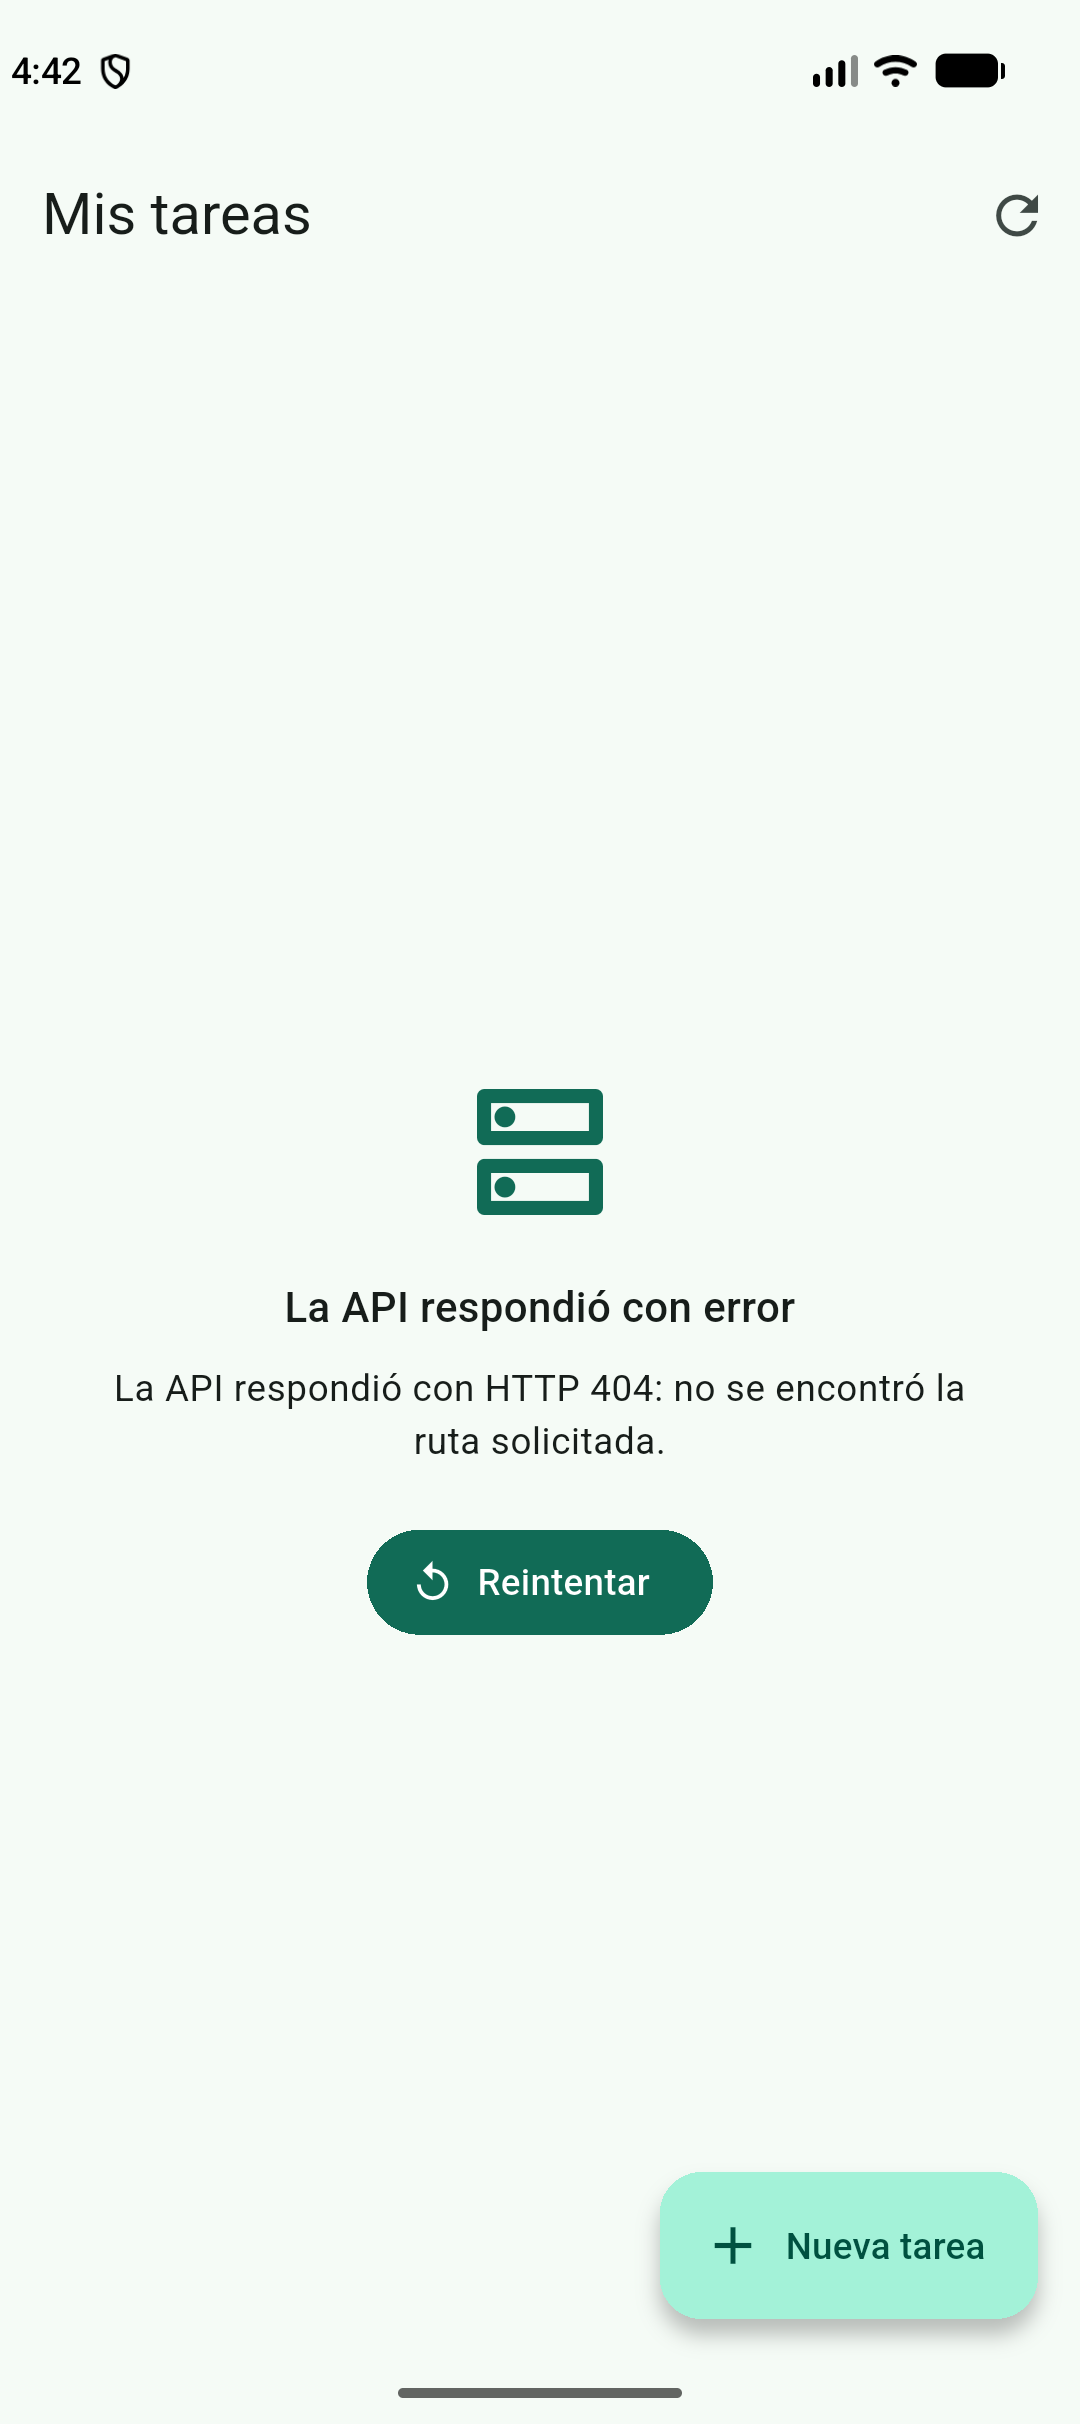 4:42
Mis tareas
La API respondió con error
La API respondió con HTTP 404: no se encontró la
ruta solicitada.
Reintentar
Nueva tarea